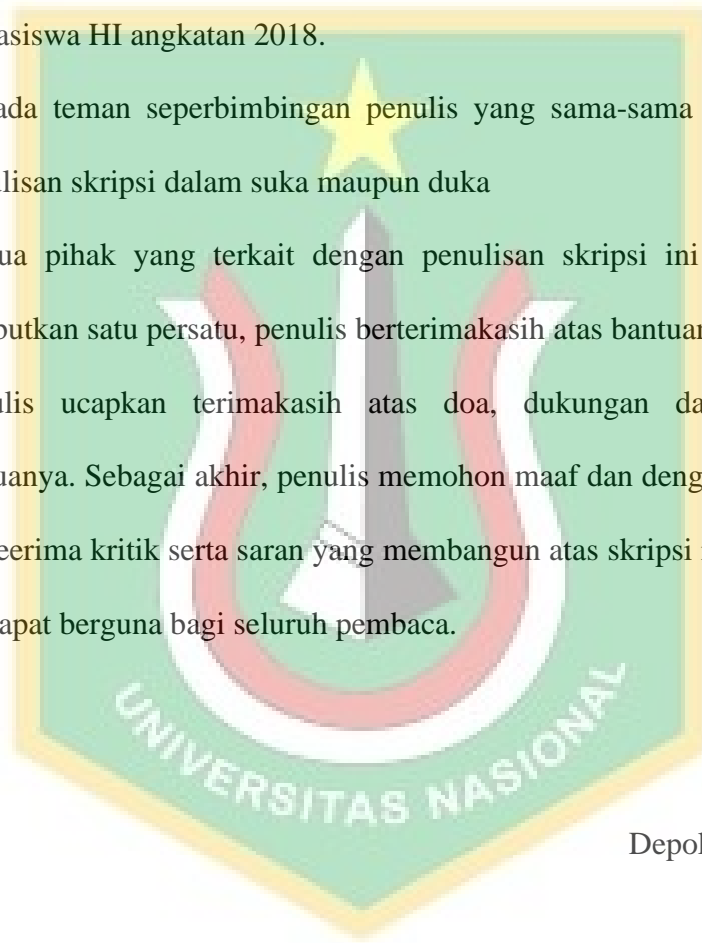 asiswa HI angkatan 2018.
ada teman seperbimbingan penulis yang sama-sama
ulisan skripsi dalam suka maupun duka
ua pihak yang terkait dengan penulisan skripsi ini
butkan satu persatu, penulis berterimakasih atas bantuan
ulis ucapkan terimakasih atas doa, dukungan da
uanya. Sebagai akhir, penulis memohon maaf dan deng
eerima kritik serta saran yang membangun atas skripsi
apat berguna bagi seluruh pembaca.
UNIVERSITAS NASIONAL
Depok